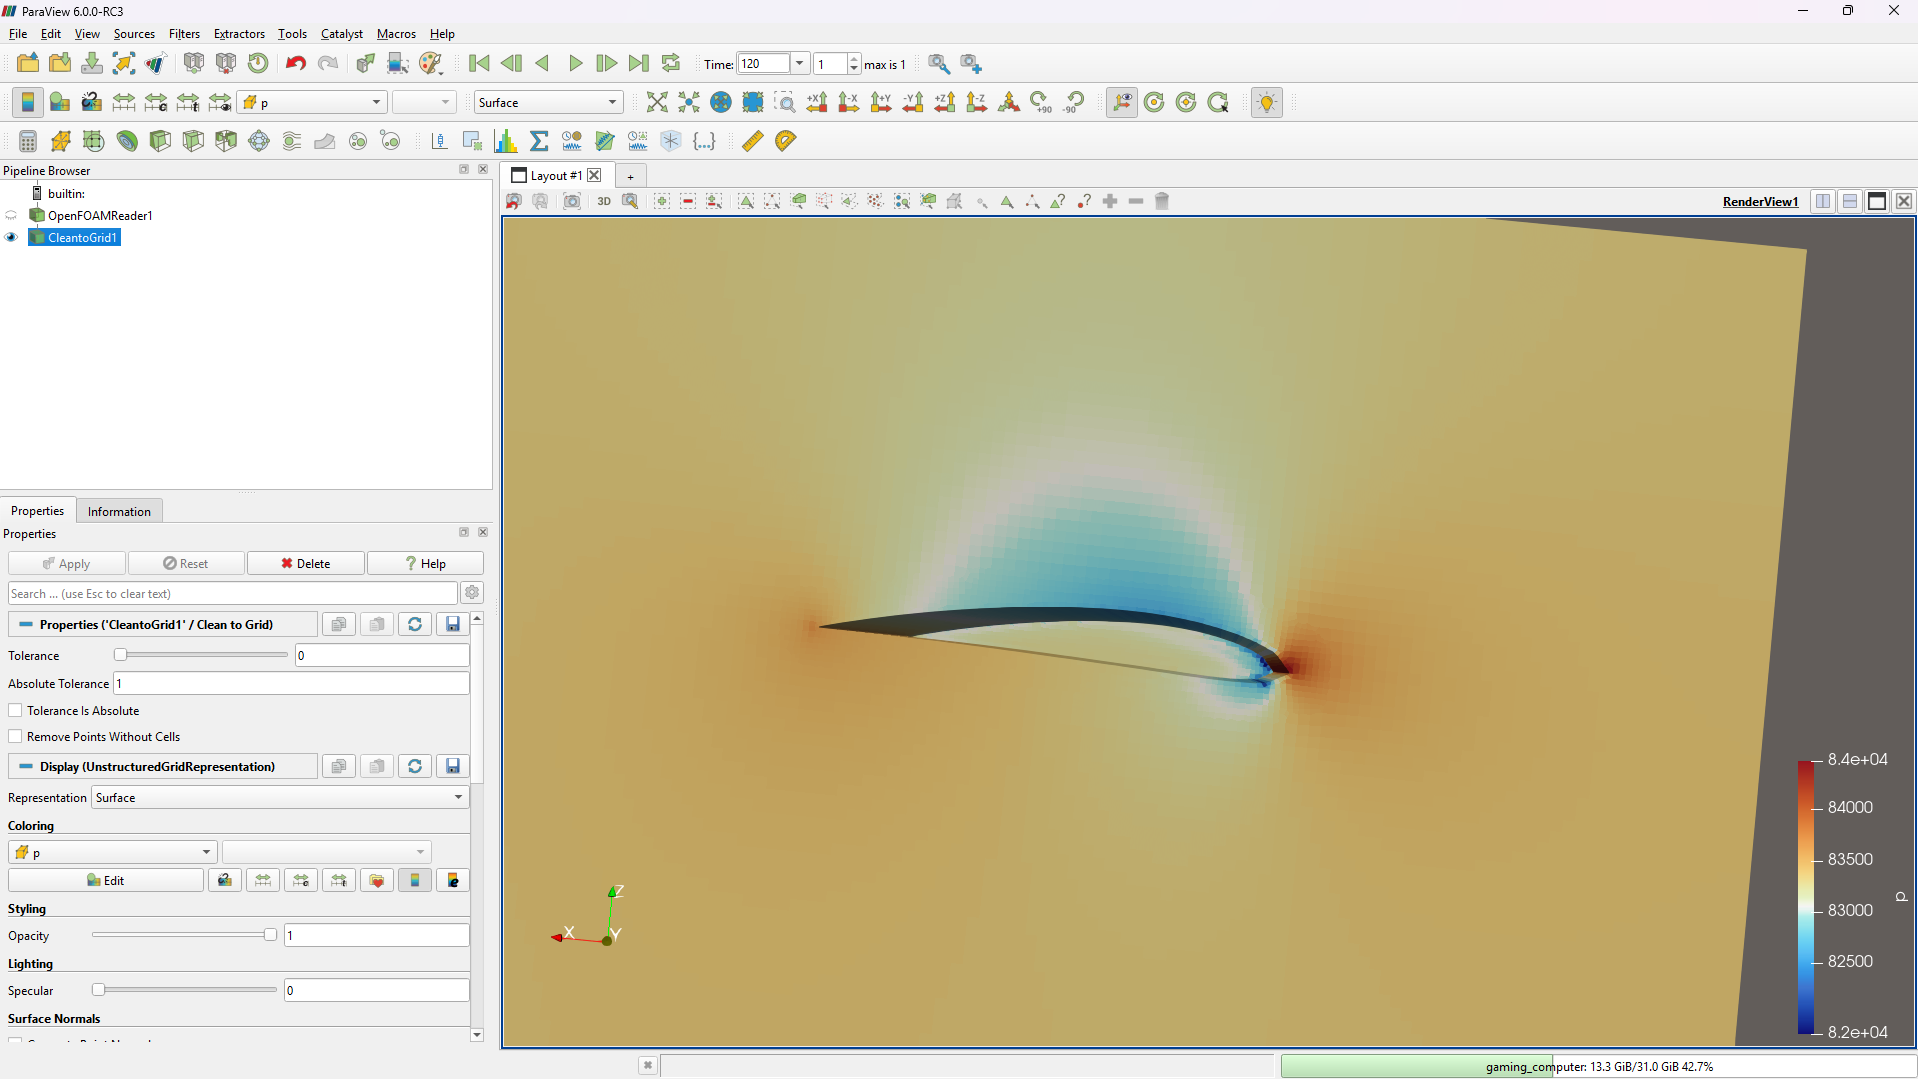 ParaView 6.0.0-RC3
File Edit View Sources Filters Extractors Tools Catalyst Macros Help
Time: 120 1 max is 1
p Surface +X -X +Y -Y +Z -Z +90 -90
Pipeline Browser
Layout #1 +
builtin:
3D RenderView1
OpenFOAMReader1
CleantoGrid1
Properties Information
Properties
Apply Reset Delete Help
Search ... (use Esc to clear text)
Properties ('CleantoGrid1' / Clean to Grid)
Tolerance 0
Absolute Tolerance 1
Tolerance Is Absolute
Remove Points Without Cells
Display (UnstructuredGridRepresentation)
Representation Surface
Coloring
p
Edit
Styling
Opacity 1
Lighting
Specular 0
Surface Normals
Z
X
Y
8.4e+04
84000
83500
83000
82500
8.2e+04
p
gaming_computer: 13.3 GiB/31.0 GiB 42.7%